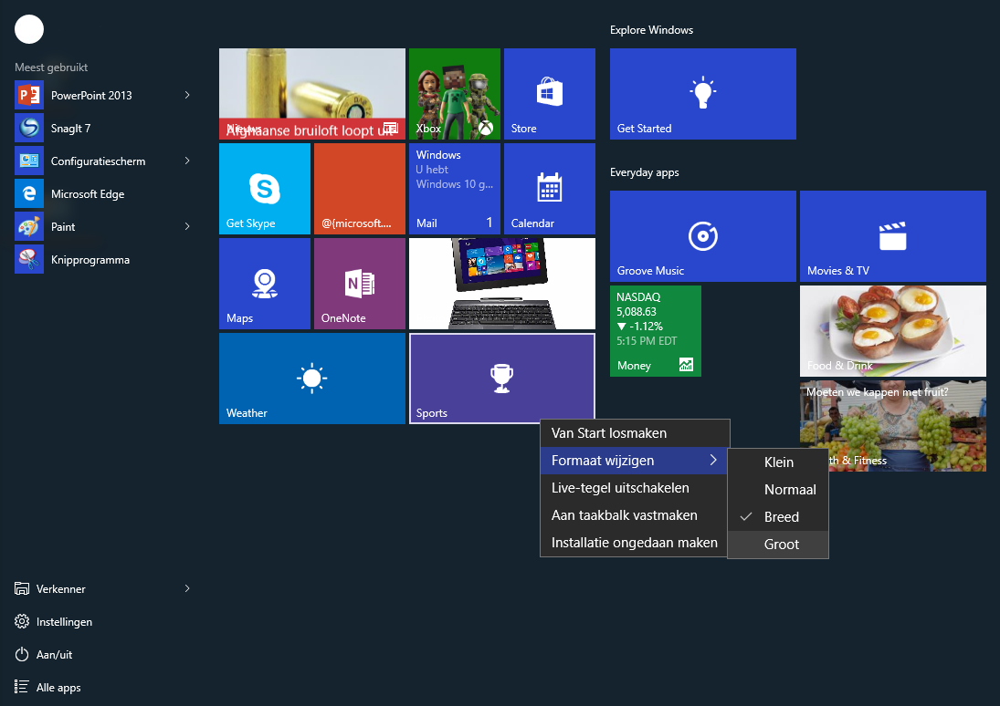 Meest gebruikt
PowerPoint 2013
SnagIt 7
Configuratiescherm
Microsoft Edge
Paint
Knipprogramma
Verkenner
Instellingen
Aan/uit
Alle apps
Nieuws
Afghaanse bruiloft loopt uit
Xbox
Store
Get Skype
@{microsoft....
Windows
U hebt
Windows 10 g...
Mail 1
Calendar
Maps
OneNote
Weather
Sports
Explore Windows
Get Started
Everyday apps
Groove Music
Movies & TV
NASDAQ
5,088.63
▼ -1.12%
5:15 PM EDT
Money
Food & Drink
Moeten we kappen met fruit?
th & Fitness
Van Start losmaken
Formaat wijzigen
Live-tegel uitschakelen
Aan taakbalk vastmaken
Installatie ongedaan maken
Klein
Normaal
Breed
Groot